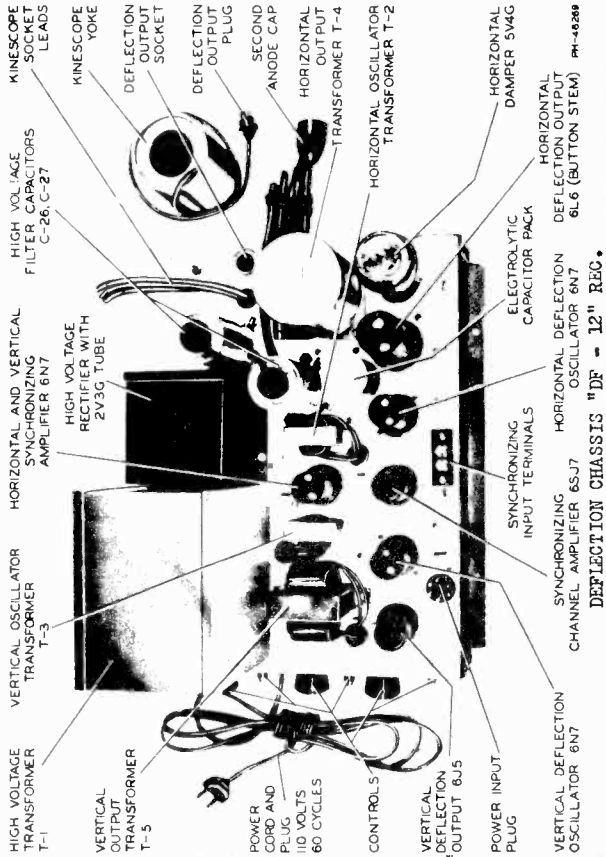 HIGH VOLTAGE
TRANSFORMER
T-1
VERTICAL OSCILLATOR
TRANSFORMER
T-3
HORIZONTAL AND VERTICAL
SYNCHRONIZING
AMPLIFIER 6N7
HIGH VOLTAGE
RECTIFIER WITH
2V3G TUBE
HIGH VOLTAGE
FILTER CAPACITORS
C-26, C-27
KINESCOPE
SOCKET
LEADS
KINESCOPE
YOKE
DEFLECTION
OUTPUT
SOCKET
DEFLECTION
OUTPUT
PLUG
SECOND
ANODE CAP
HORIZONTAL
OUTPUT
TRANSFORMER T-4
HORIZONTAL OSCILLATOR
TRANSFORMER T-2
HORIZONTAL
DAMPER 5V4G
HORIZONTAL
DEFLECTION OUTPUT
6L6 (BUTTON STEM)
VERTICAL
OUTPUT
TRANSFORMER
T-5
POWER
CORD AND
PLUG
110 VOLTS
60 CYCLES
CONTROLS
VERTICAL
DEFLECTION
OUTPUT 6J5
POWER INPUT
PLUG
VERTICAL DEFLECTION
OSCILLATOR 6N7
SYNCHRONIZING
CHANNEL AMPLIFIER 6SJ7
SYNCHRONIZING
INPUT TERMINALS
HORIZONTAL DEFLECTION
OSCILLATOR 6N7
ELECTROLYTIC
CAPACITOR PACK
PH-46269
DEFLECTION CHASSIS "DF - 12" REC.